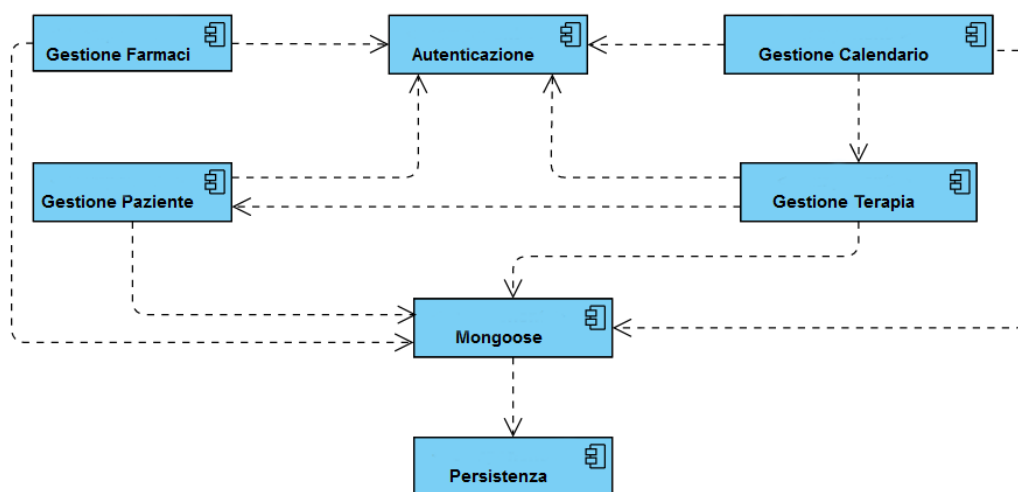 Gestione Farmaci
Autenticazione
Gestione Calendario
Gestione Paziente
Gestione Terapia
Mongoose
Persistenza